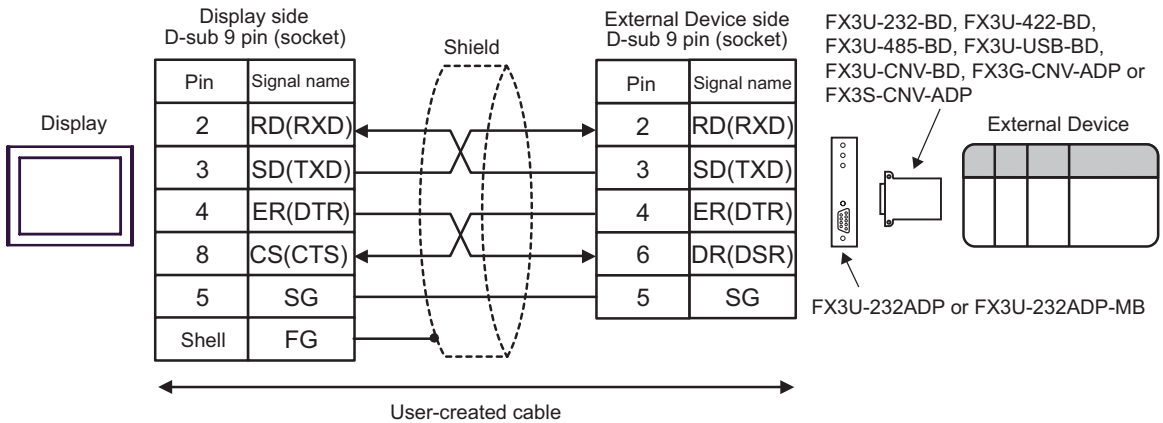 Display side
D-sub 9 pin (socket)
Shield
External Device side
D-sub 9 pin (socket)
FX3U-232-BD, FX3U-422-BD,
FX3U-485-BD, FX3U-USB-BD,
FX3U-CNV-BD, FX3G-CNV-ADP or
FX3S-CNV-ADP
Display
External Device
Pin Signal name
2 RD(RXD)
3 SD(TXD)
4 ER(DTR)
8 CS(CTS)
5 SG
Shell FG
Pin Signal name
2 RD(RXD)
3 SD(TXD)
4 ER(DTR)
6 DR(DSR)
5 SG
FX3U-232ADP or FX3U-232ADP-MB
User-created cable